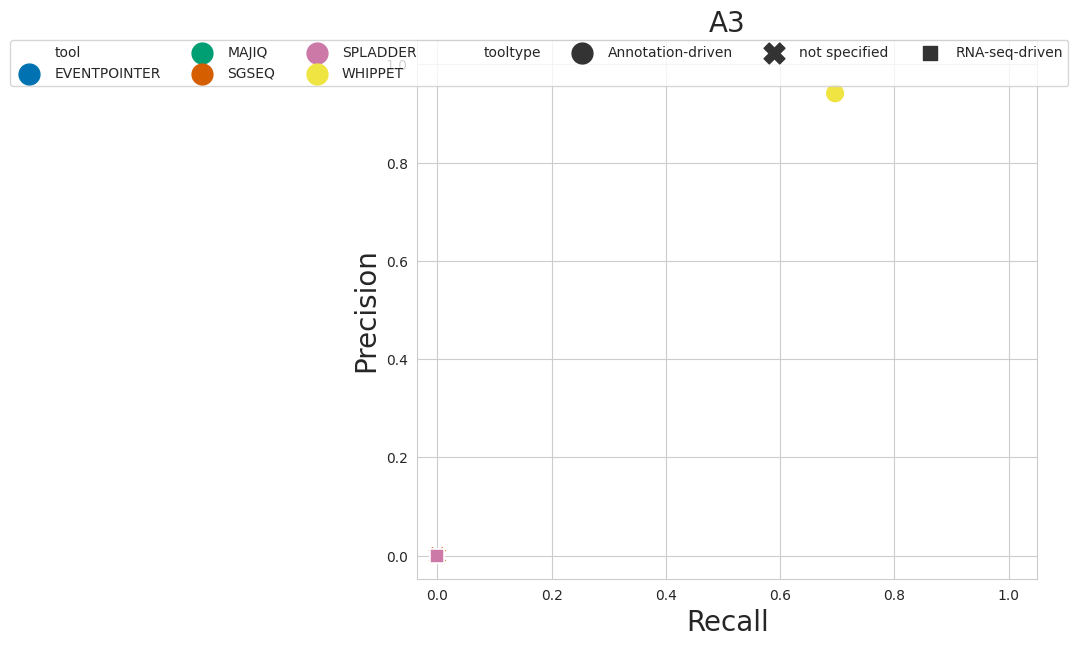 A3
tool MAJIQ SPLADDER tooltype Annotation-driven not specified RNA-seq-driven
EVENTPOINTER SGSEQ WHIPPET
1.0
0.8
0.6
0.4
0.2
0.0
Precision
0.0 0.2 0.4 0.6 0.8 1.0
Recall